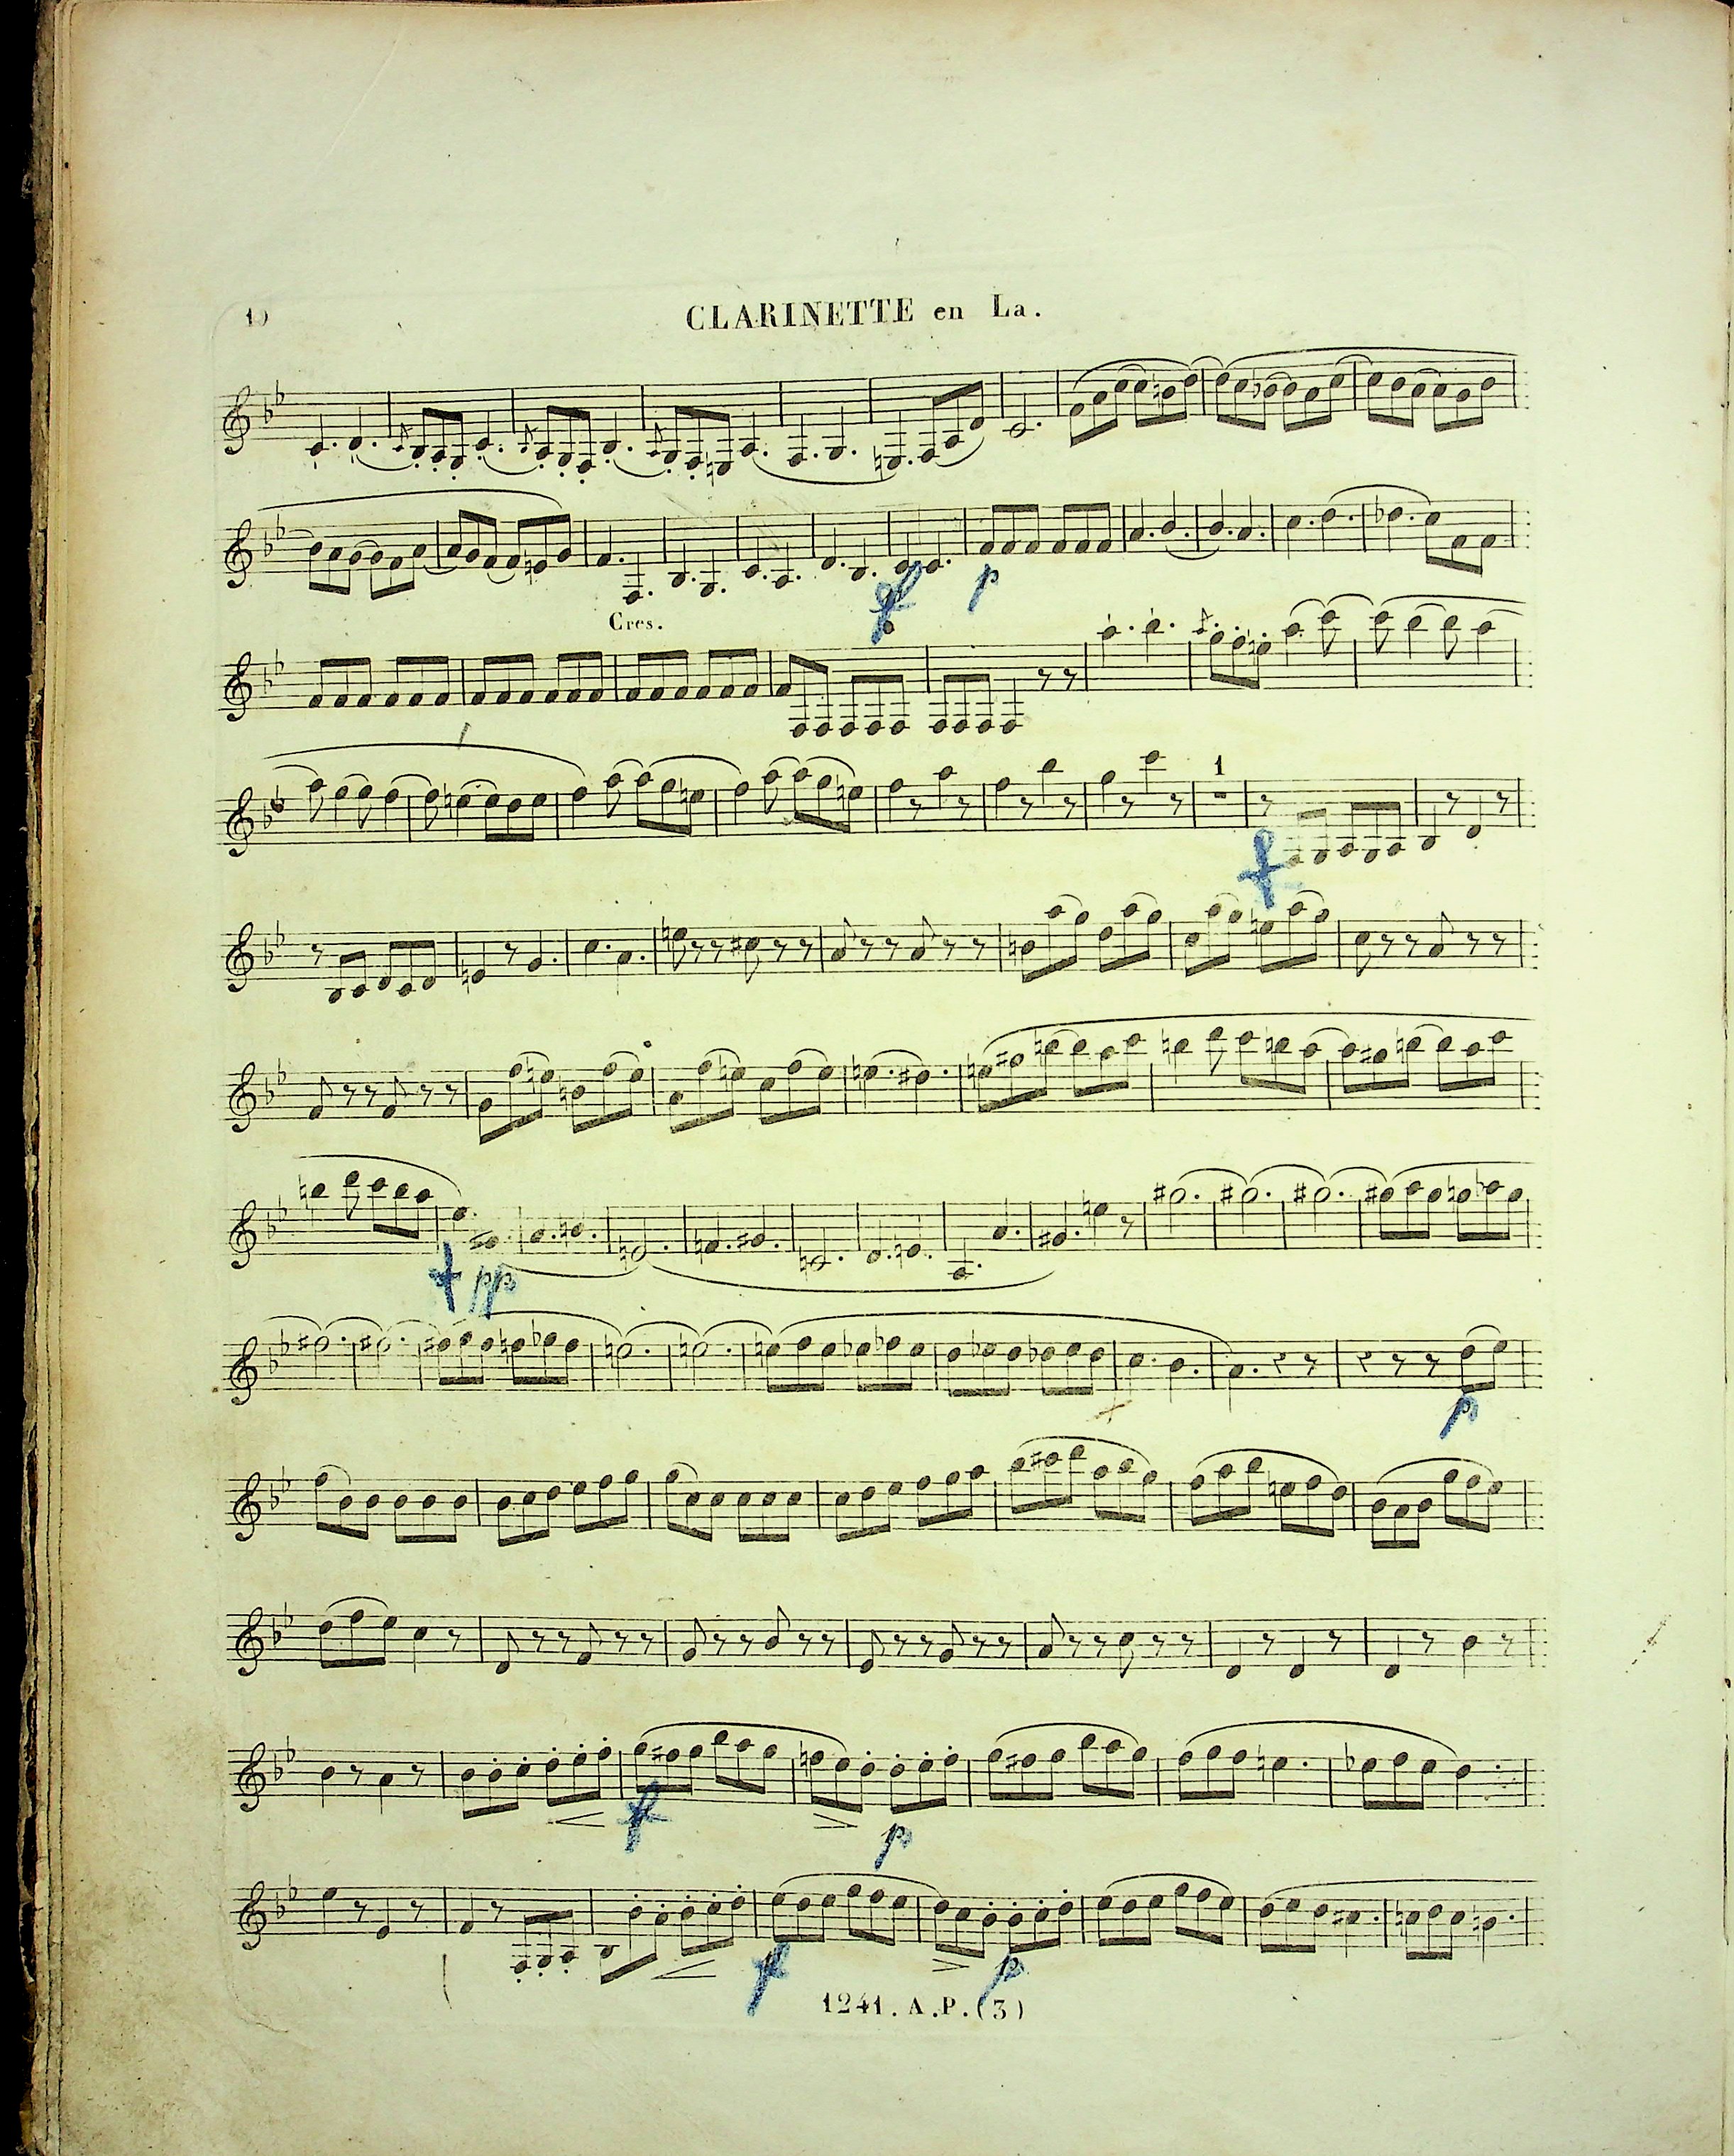 10
CLARINETTE en La.
f p
Cres.
1
f
f pp
p
f
p
f p
1241. A.P. (3)